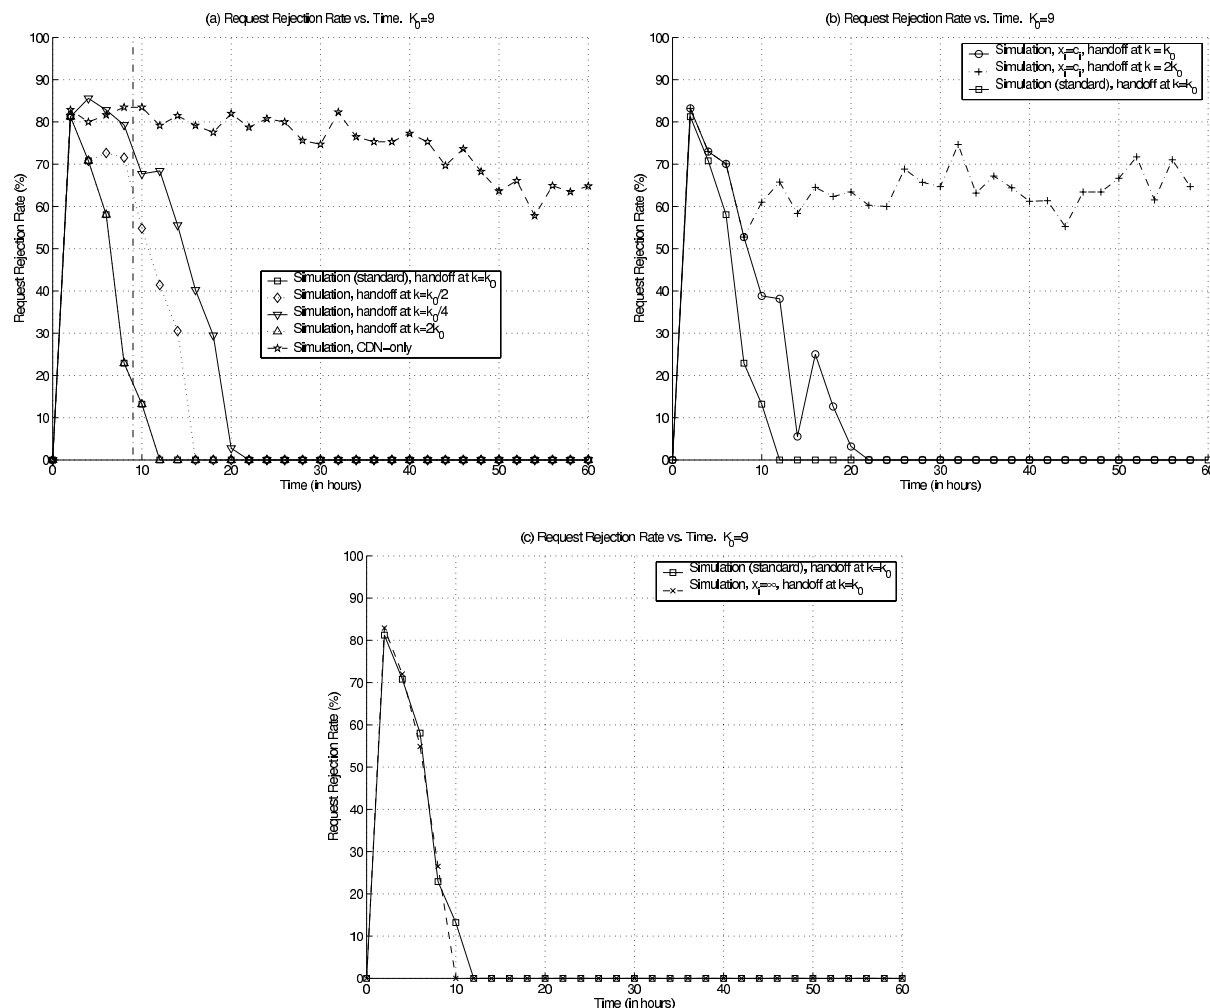 (a) Request Rejection Rate vs. Time. K₀=9
Request Rejection Rate (%)
100
90
80
70
60
50
40
30
20
10
0
Simulation (standard), handoff at k=k₀
Simulation, handoff at k=k₀/2
Simulation, handoff at k=k₀/4
Simulation, handoff at k=2k₀
Simulation, CDN-only
0 10 20 30 40 50 60
Time (in hours)
(b) Request Rejection Rate vs. Time. K₀=9
Request Rejection Rate (%)
100
90
80
70
60
50
40
30
20
10
0
Simulation, xᵢ=cᵢ, handoff at k = k₀
Simulation, xᵢ=cᵢ, handoff at k = 2k₀
Simulation (standard), handoff at k=k₀
0 10 20 30 40 50 60
Time (in hours)
(c) Request Rejection Rate vs. Time. K₀=9
Request Rejection Rate (%)
100
90
80
70
60
50
40
30
20
10
0
Simulation (standard), handoff at k=k₀
Simulation, xᵢ=∞, handoff at k=k₀
0 10 20 30 40 50 60
Time (in hours)